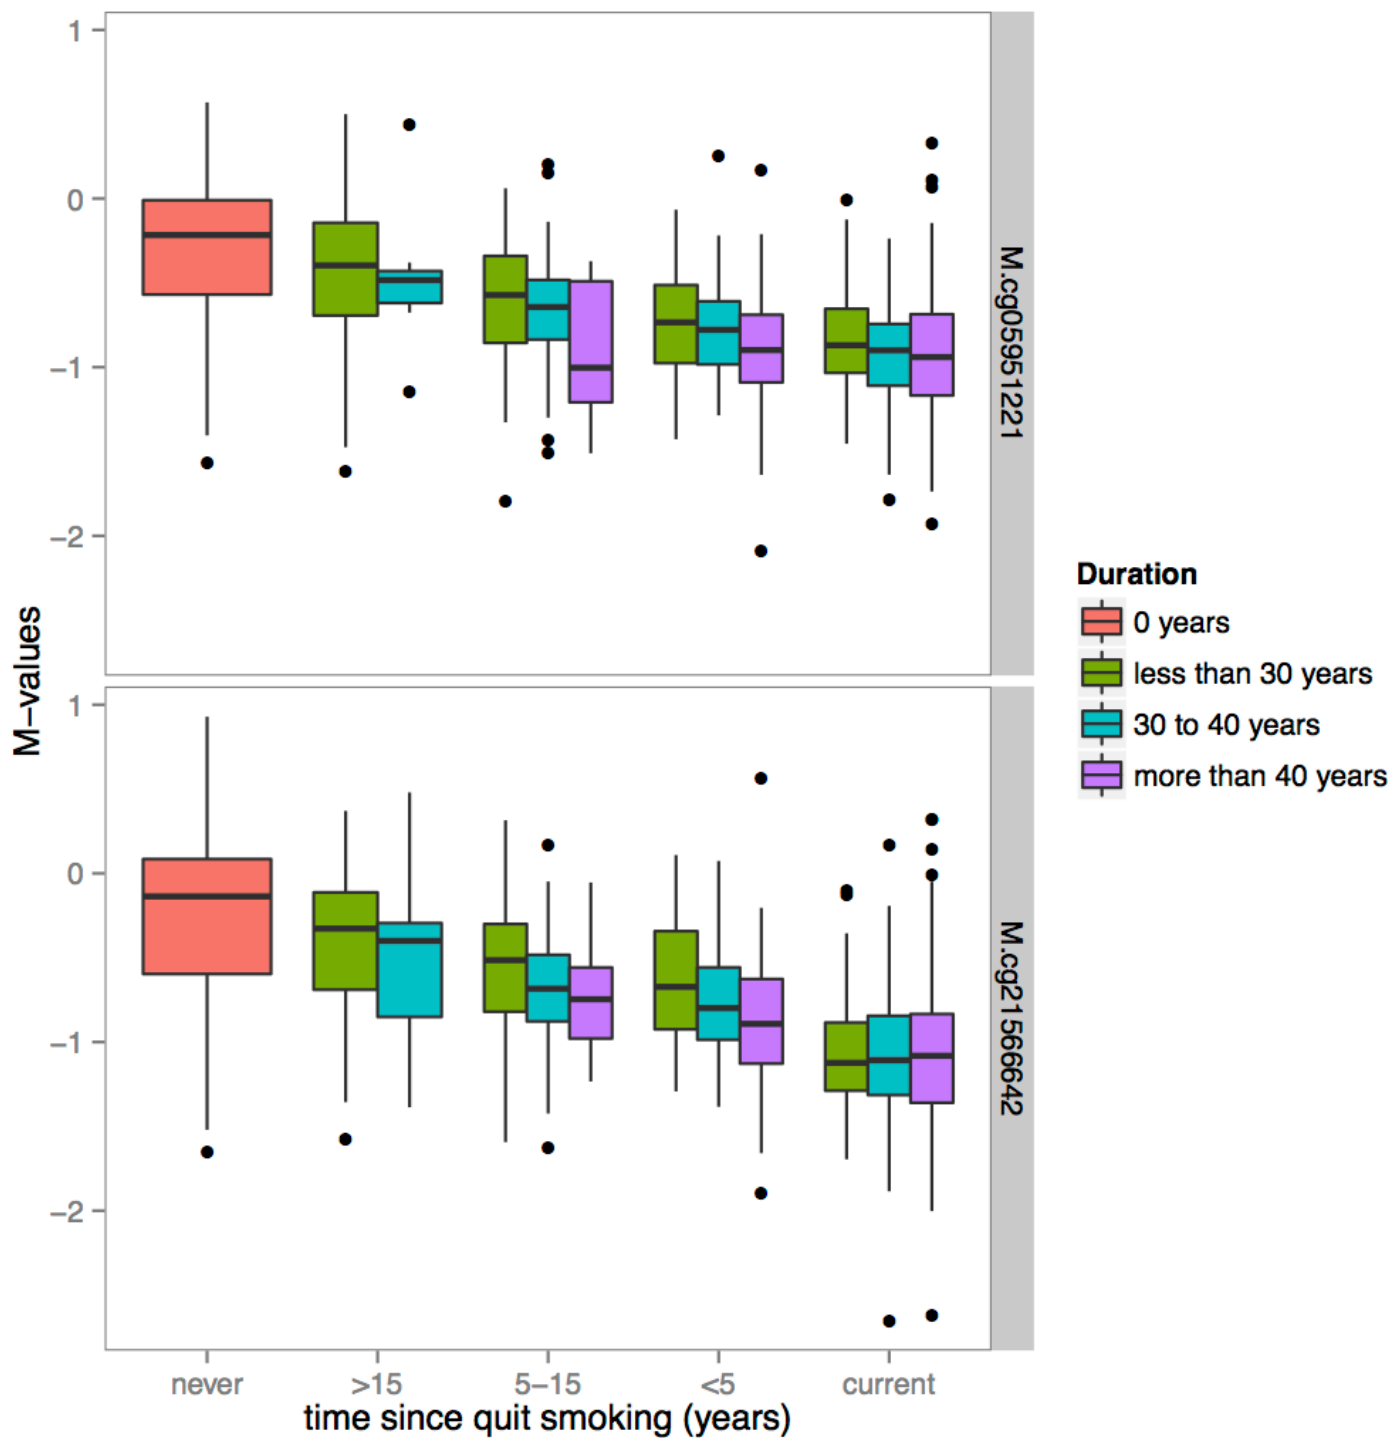 M−values
1
0
−1
−2
M.cg05951221
1
0
−1
−2
M.cg21566642
never
>15
5−15
<5
current
time since quit smoking (years)
Duration
0 years
less than 30 years
30 to 40 years
more than 40 years